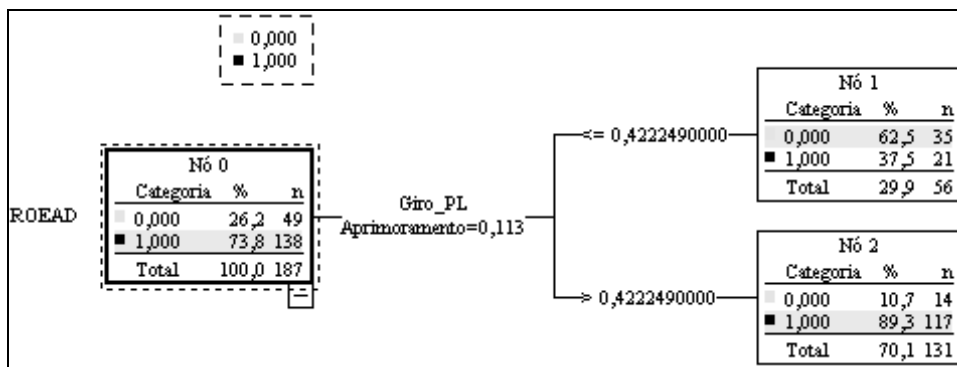 0,000
1,000
ROEAD
Nó 0
Categoria % n
0,000 26,2 49
1,000 73,8 138
Total 100,0 187
Giro_PL
Aprimoramento=0,113
<= 0,4222490000
Nó 1
Categoria % n
0,000 62,5 35
1,000 37,5 21
Total 29,9 56
> 0,4222490000
Nó 2
Categoria % n
0,000 10,7 14
1,000 89,3 117
Total 70,1 131